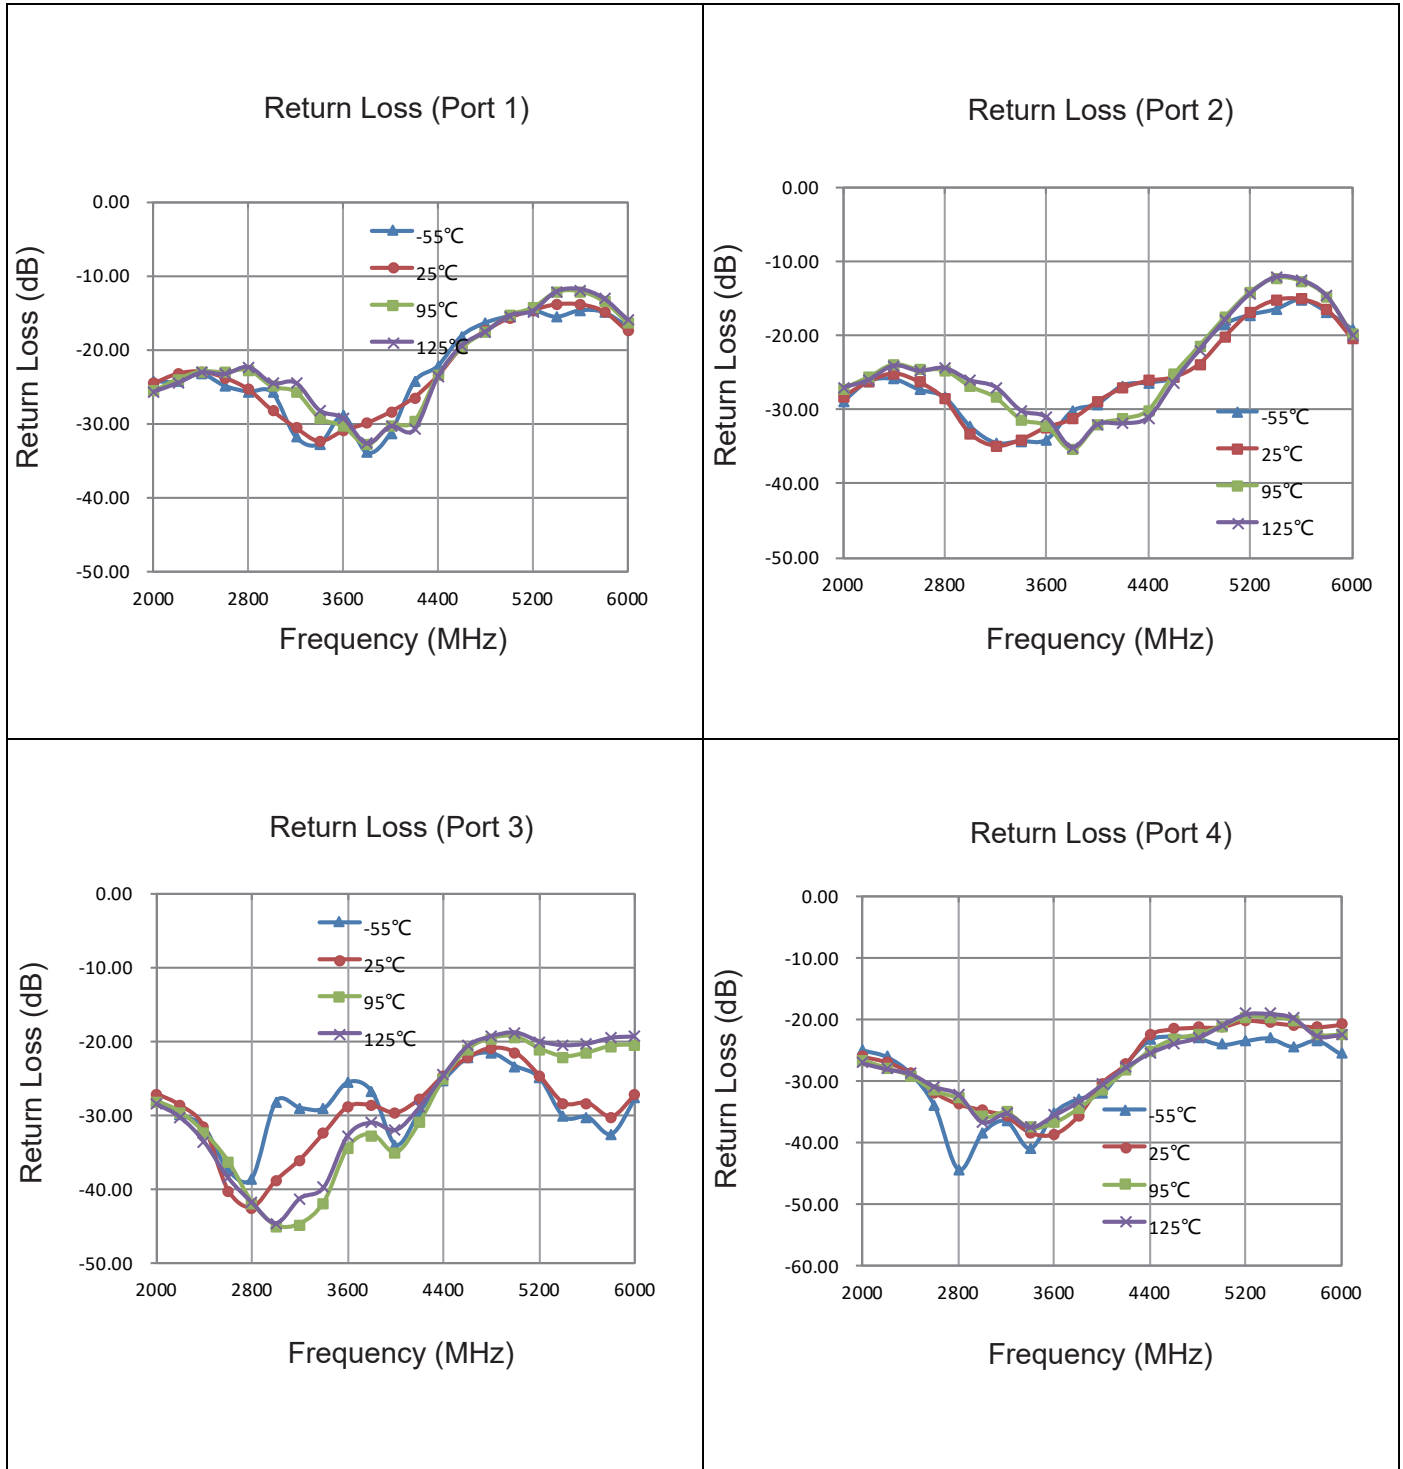 Return Loss (Port 1)
Return Loss (dB)
0.00
-10.00
-20.00
-30.00
-40.00
-50.00
-55℃
25℃
95℃
125℃
2000 2800 3600 4400 5200 6000
Frequency (MHz)
Return Loss (Port 2)
Return Loss (dB)
0.00
-10.00
-20.00
-30.00
-40.00
-50.00
-55℃
25℃
95℃
125℃
2000 2800 3600 4400 5200 6000
Frequency (MHz)
Return Loss (Port 3)
Return Loss (dB)
0.00
-10.00
-20.00
-30.00
-40.00
-50.00
-55℃
25℃
95℃
125℃
2000 2800 3600 4400 5200 6000
Frequency (MHz)
Return Loss (Port 4)
Return Loss (dB)
0.00
-10.00
-20.00
-30.00
-40.00
-50.00
-60.00
-55℃
25℃
95℃
125℃
2000 2800 3600 4400 5200 6000
Frequency (MHz)